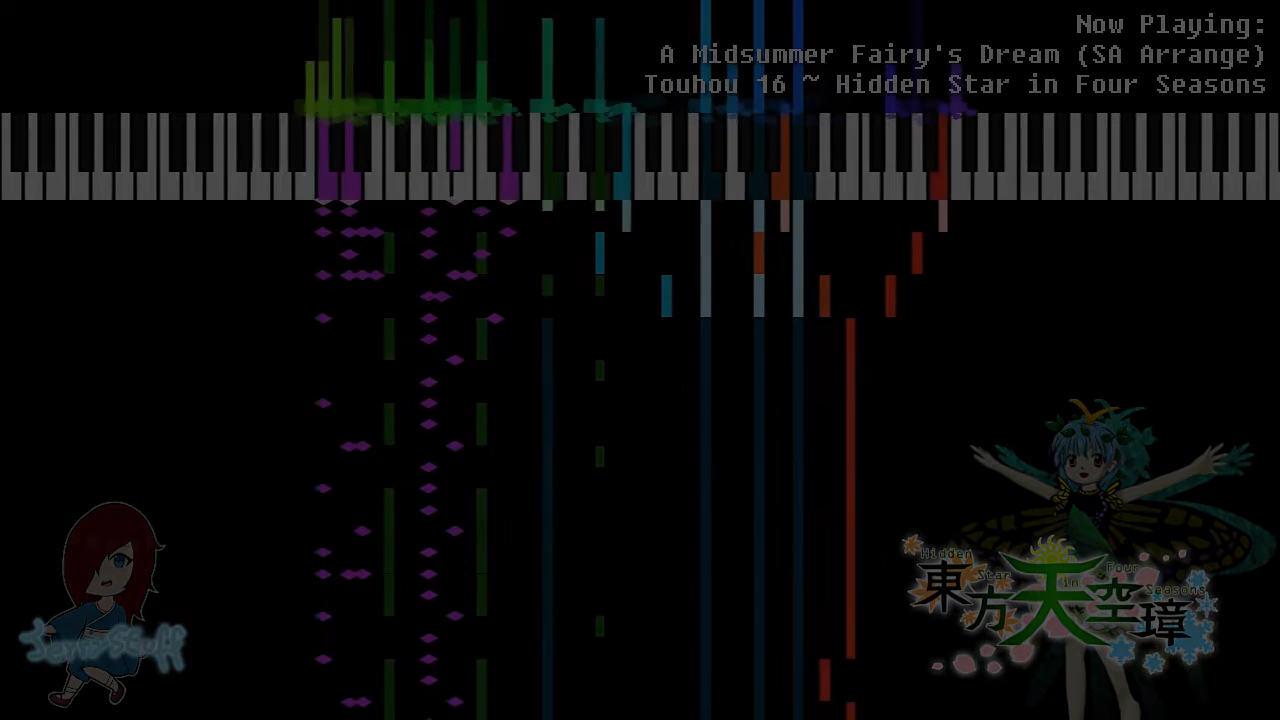 Now Playing:
A Midsummer Fairy's Dream (SA Arrange)
Touhou 16 ~ Hidden Star in Four Seasons
Hidden
Star
in
Four
Seasons
東方天空璋
Stuff